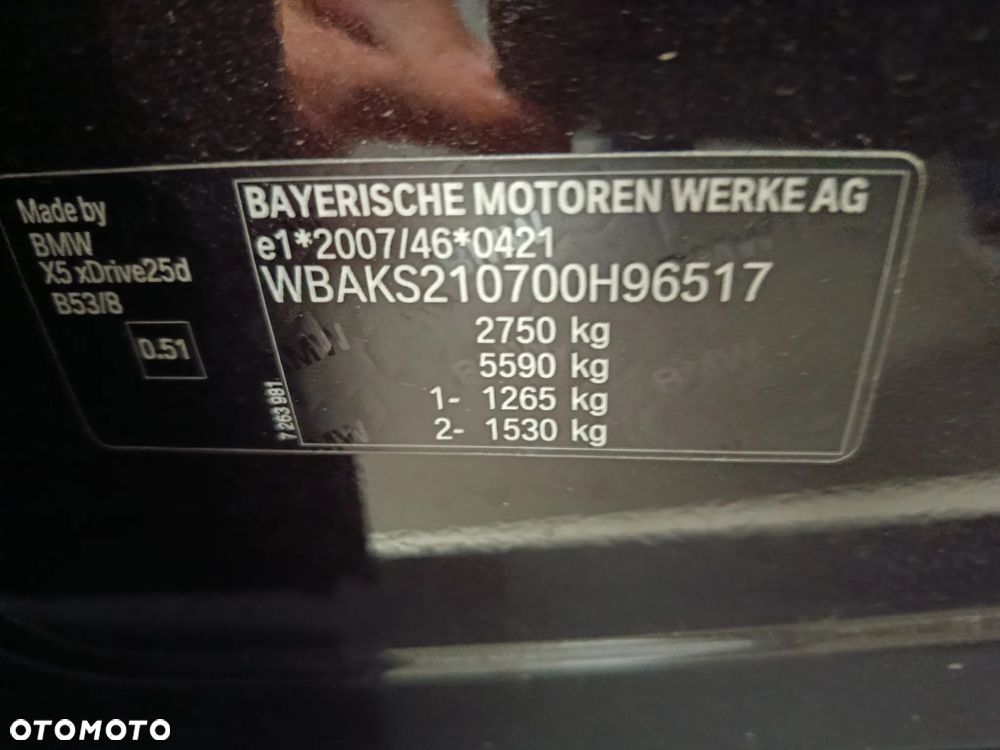 Made by
BMW
X5 xDrive25d
B53/8
0.51
7 263 981
BAYERISCHE MOTOREN WERKE AG
e1*2007/46*0421
WBAKS210700H96517
2750 kg
5590 kg
1- 1265 kg
2- 1530 kg
OTOMOTO